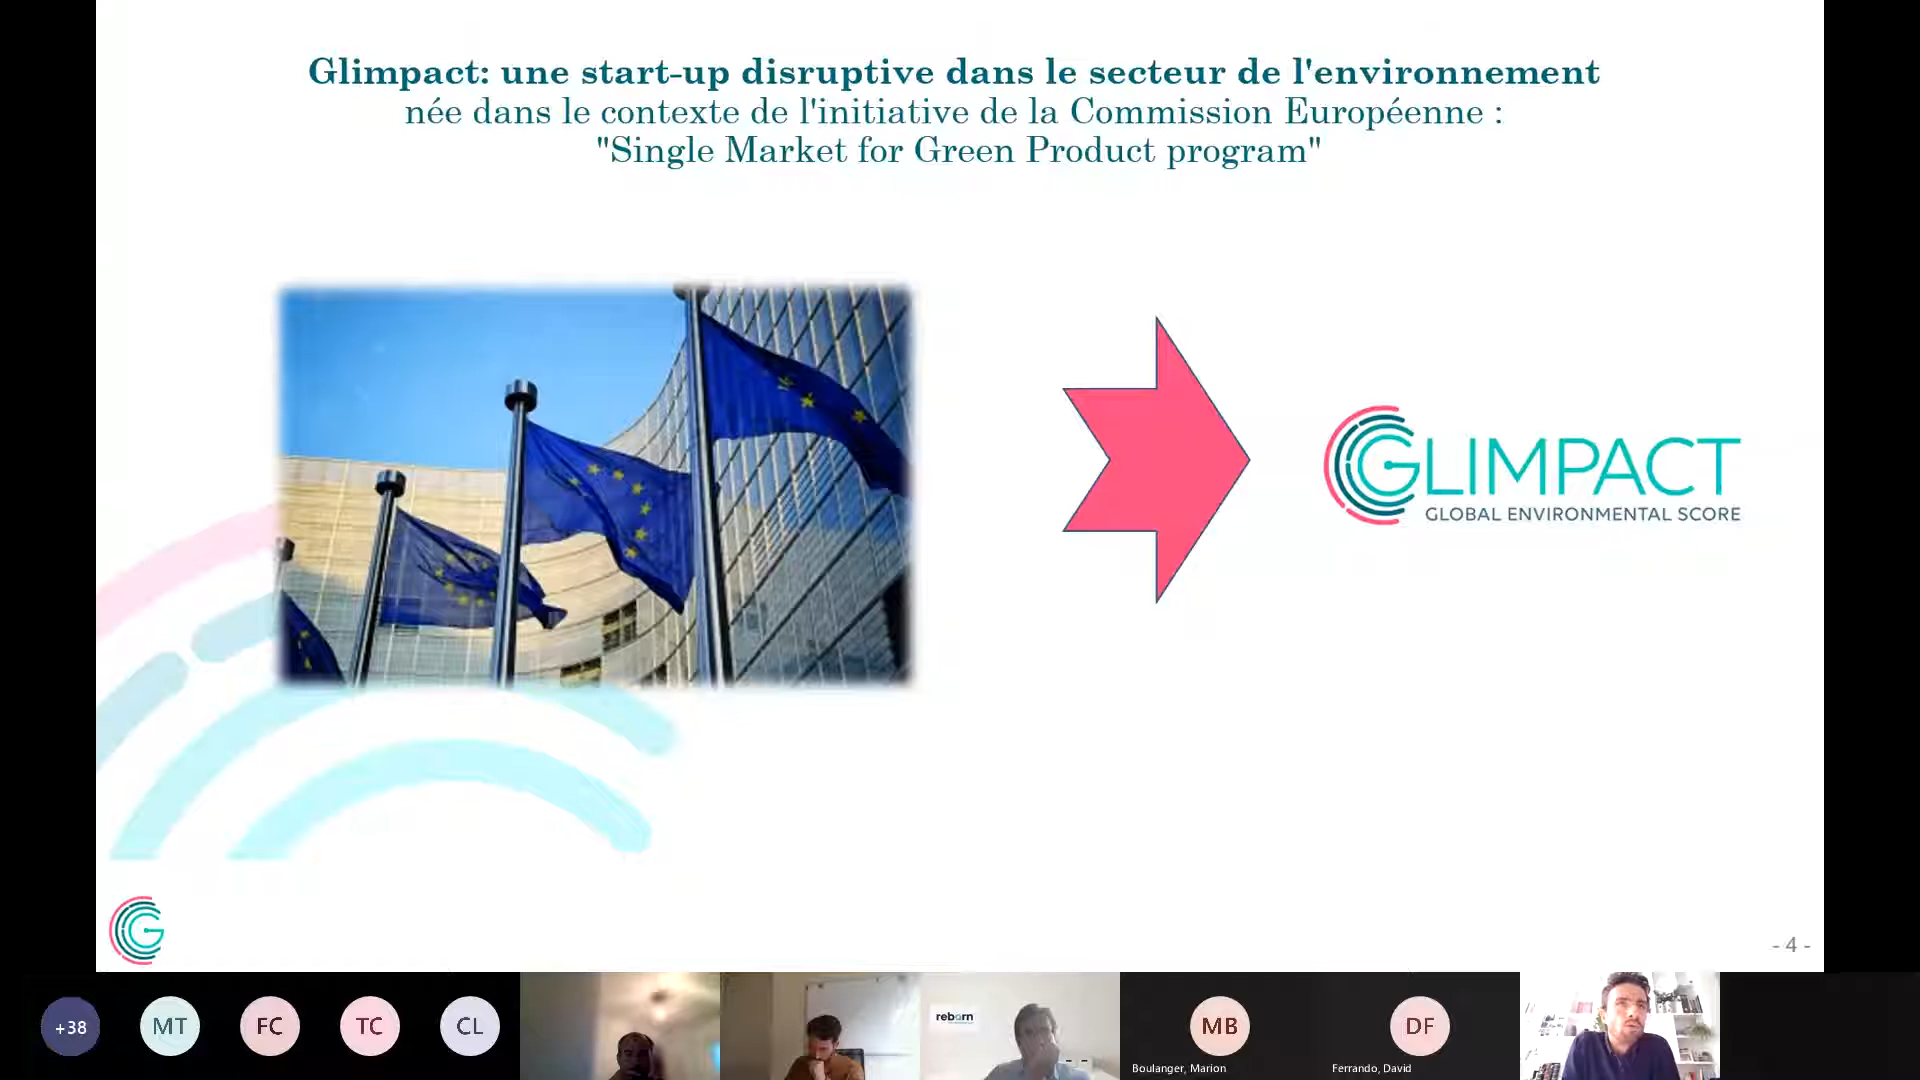 Glimpact: une start-up disruptive dans le secteur de l'environnement
née dans le contexte de l'initiative de la Commission Européenne :
"Single Market for Green Product program"
GLIMPACT
GLOBAL ENVIRONMENTAL SCORE
G
- 4 -
+38
MT
FC
TC
CL
reborn
MB
Boulanger, Marion
DF
Ferrando, David